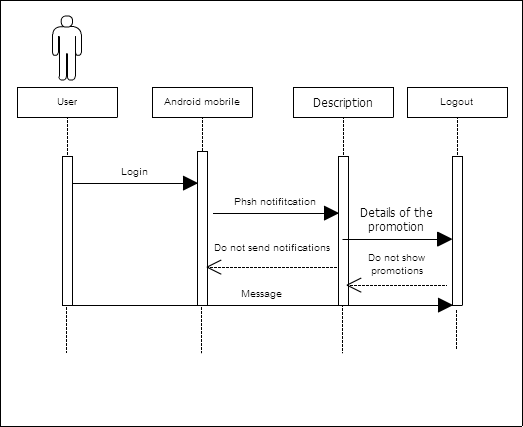 User
Android mobrile
Description
Logout
Login
Phsh notifitcation
Details of the
promotion
Do not send notifications
Do not show
promotions
Message